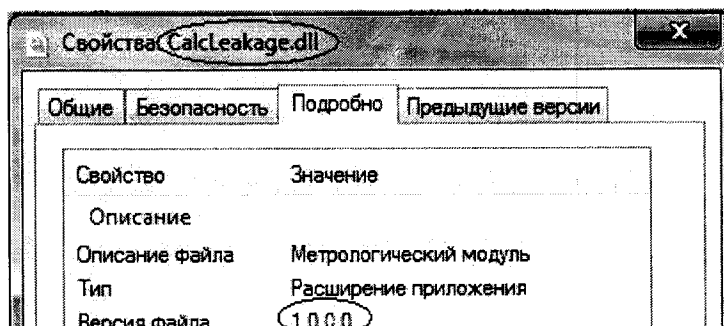 Свойства: CalcLeakage.dll
Общие Безопасность Подробно Предыдущие версии
Свойство Значение
Описание
Описание файла Метрологический модуль
Тип Расширение приложения
Версия файла 1.0.0.0